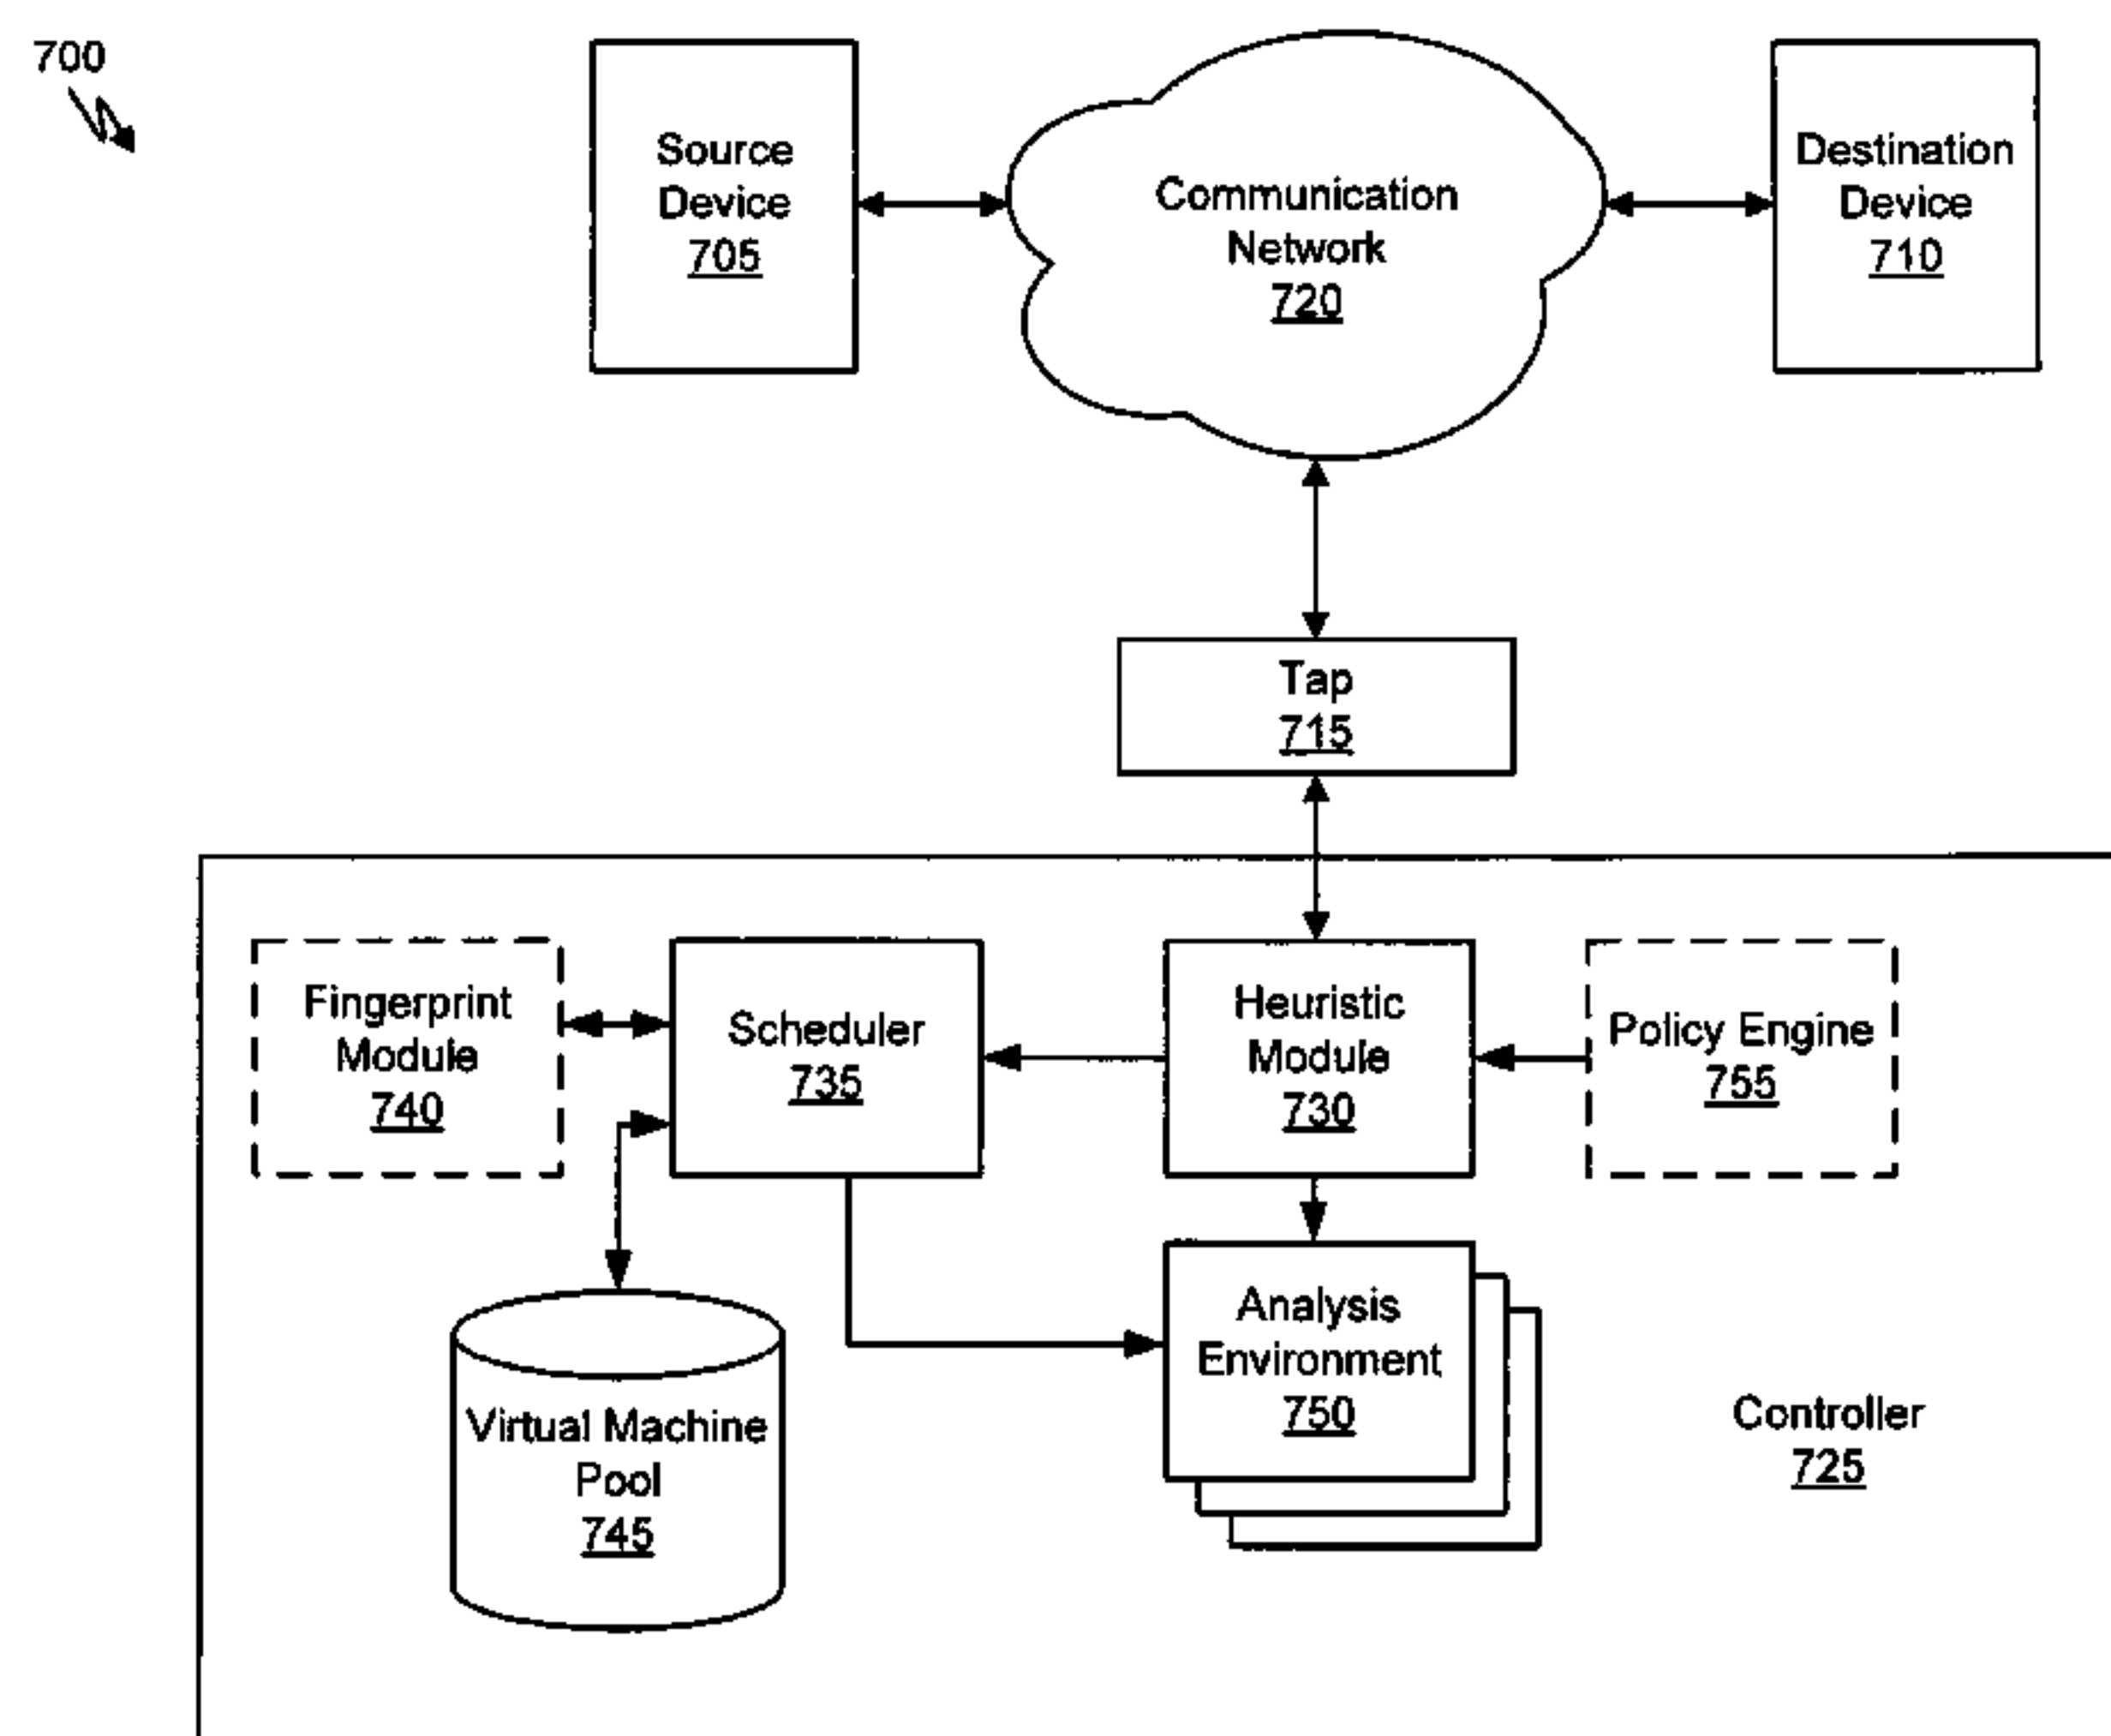 700
Source
Device
705
Communication
Network
720
Destination
Device
710
Tap
715
Fingerprint
Module
740
Scheduler
735
Heuristic
Module
730
Policy Engine
755
Virtual Machine
Pool
745
Analysis
Environment
750
Controller
725